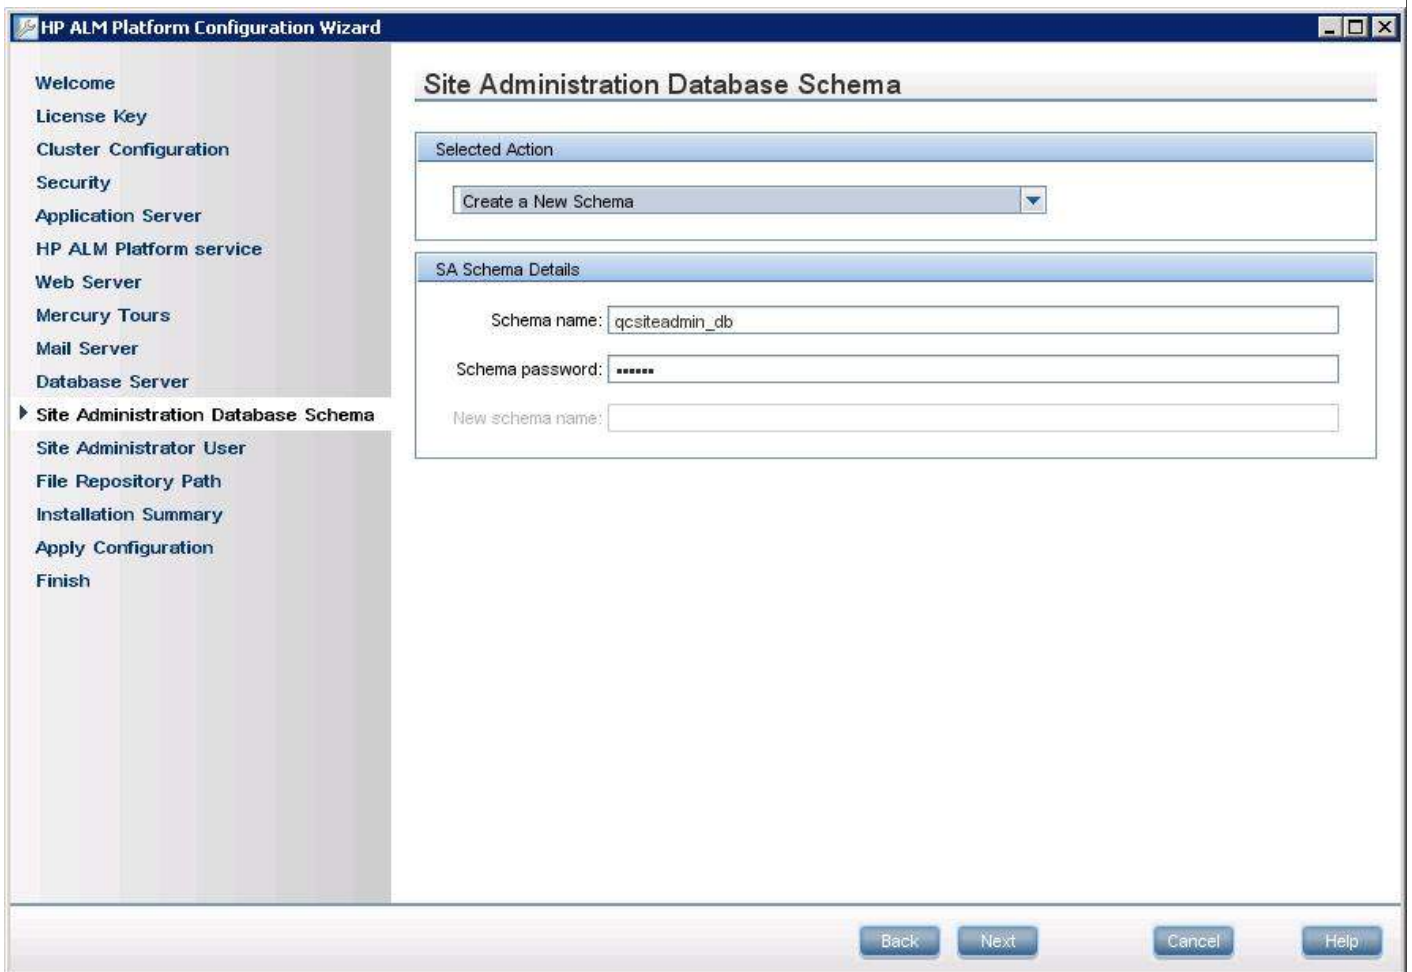 HP ALM Platform Configuration Wizard
Welcome
License Key
Cluster Configuration
Security
Application Server
HP ALM Platform service
Web Server
Mercury Tours
Mail Server
Database Server
Site Administration Database Schema
Site Administrator User
File Repository Path
Installation Summary
Apply Configuration
Finish
Site Administration Database Schema
Selected Action
Create a New Schema
SA Schema Details
Schema name: qcsiteadmin_db
Schema password: ••••••
New schema name:
Back Next Cancel Help